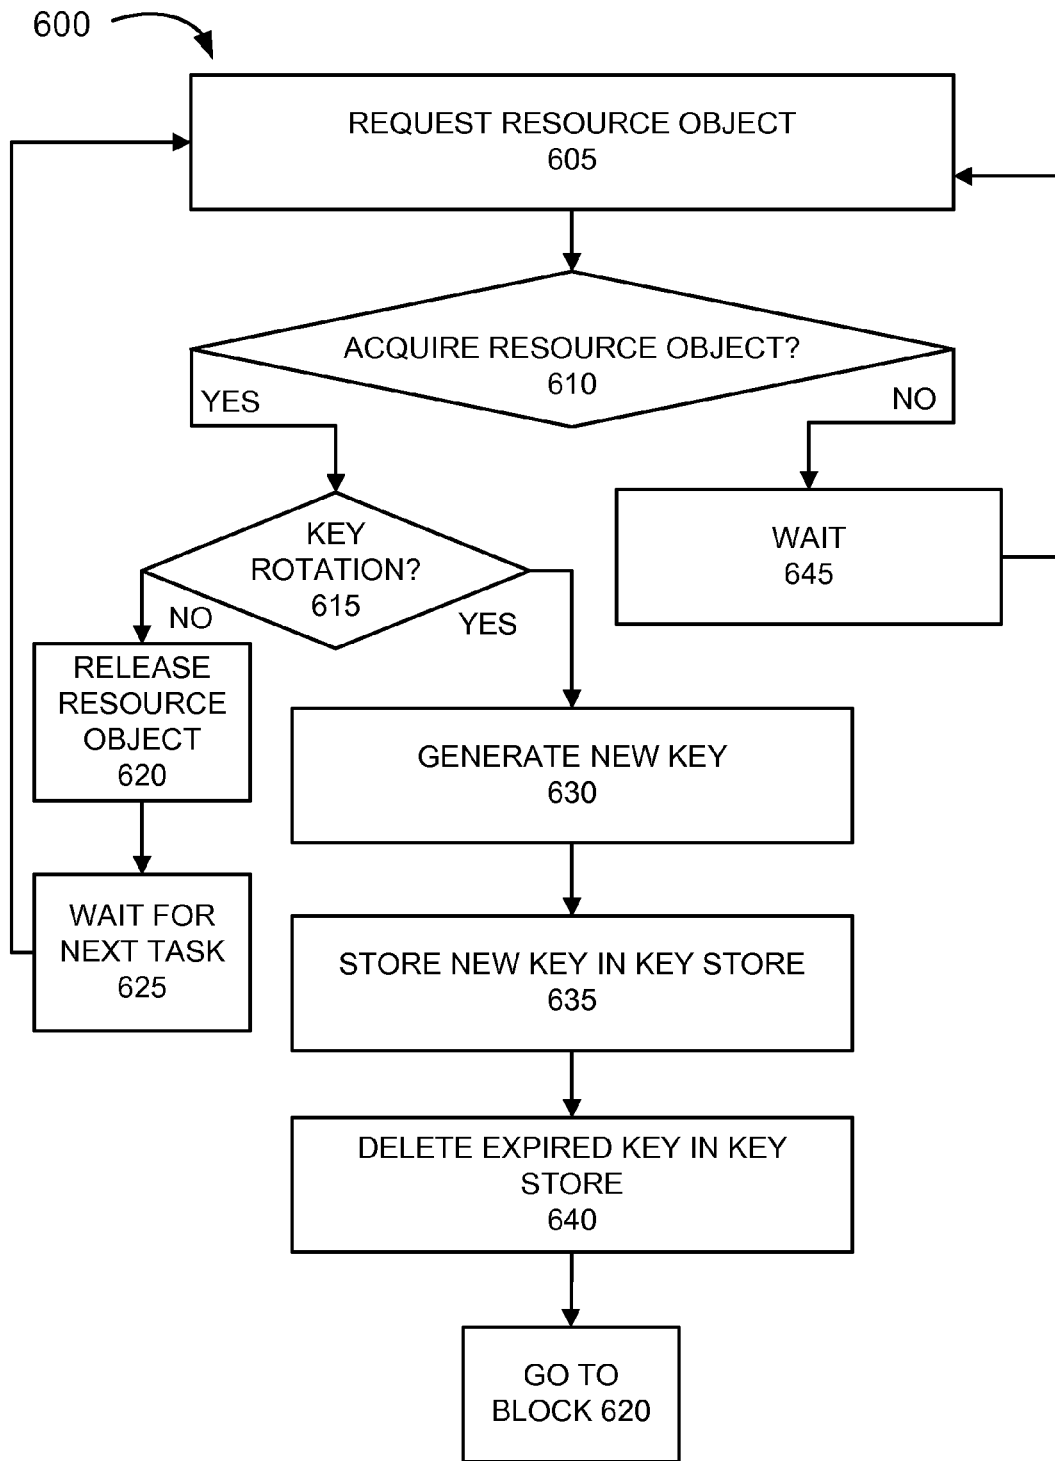 600
REQUEST RESOURCE OBJECT
605
ACQUIRE RESOURCE OBJECT?
610
YES
NO
KEY
ROTATION?
615
WAIT
645
NO
YES
RELEASE
RESOURCE
OBJECT
620
GENERATE NEW KEY
630
WAIT FOR
NEXT TASK
625
STORE NEW KEY IN KEY STORE
635
DELETE EXPIRED KEY IN KEY
STORE
640
GO TO
BLOCK 620